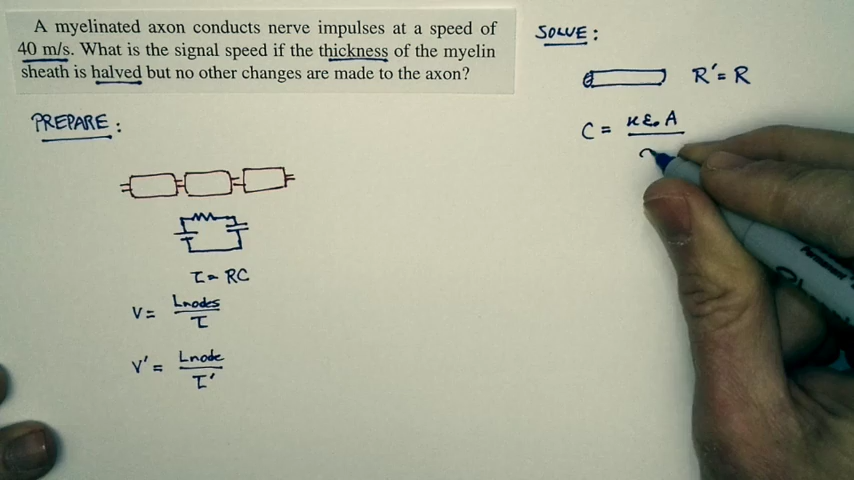 A myelinated axon conducts nerve impulses at a speed of
40 m/s. What is the signal speed if the thickness of the myelin
sheath is halved but no other changes are made to the axon?
PREPARE:
τ = RC
V = Lnodes / τ
V' = Lnode / τ'
SOLVE:
R' = R
C = κε₀A